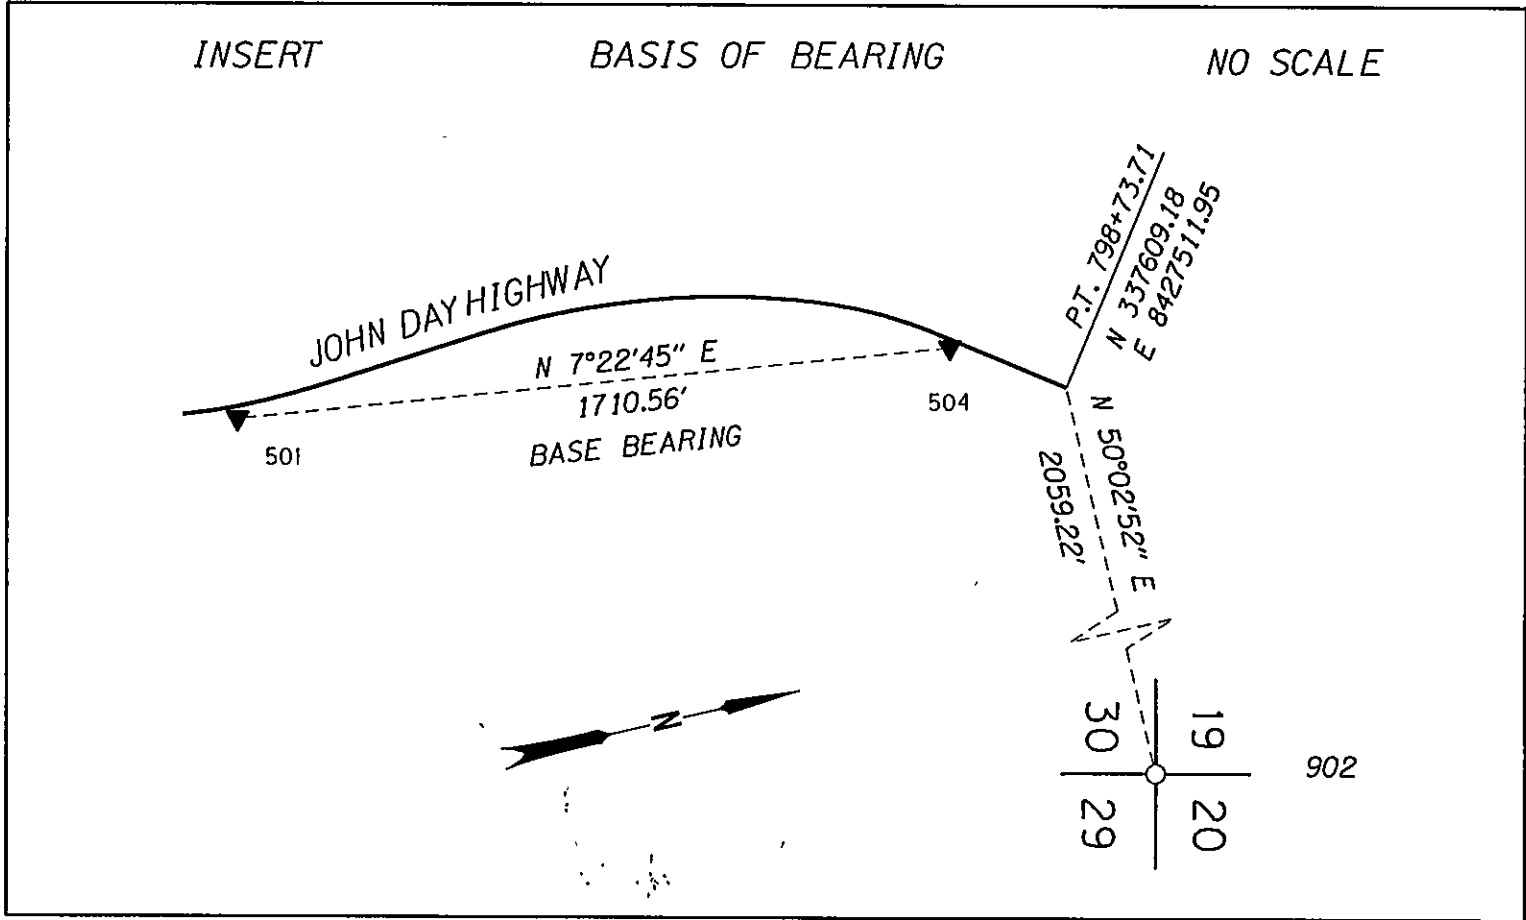 INSERT
BASIS OF BEARING
NO SCALE
P.T. 798+73.71
N 337609.18
E 8427511.95
JOHN DAY HIGHWAY
N 7°22'45" E
1710.56'
BASE BEARING
501
504
N 50°02'52" E
2059.22'
N
30
19
29
20
902